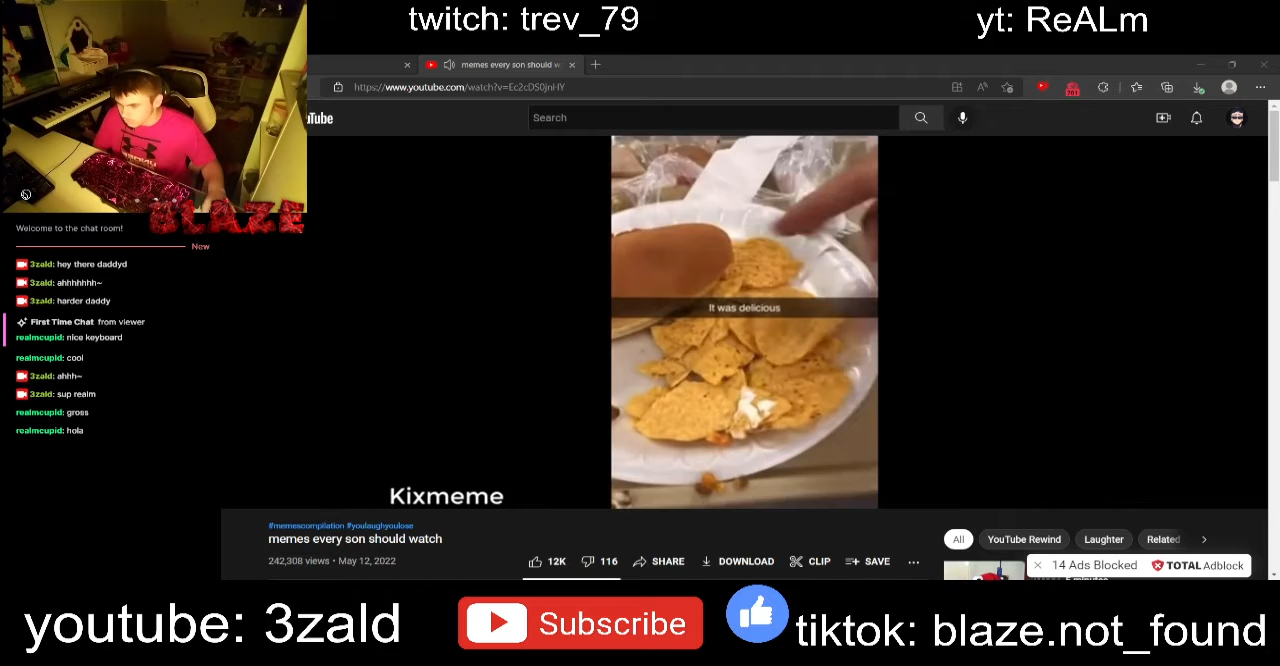 twitch: trev_79
yt: ReALm
memes every son should w
https://www.youtube.com/watch?v=Ec2cDS0jnHY
701
uTube
Search
BLAZE
Welcome to the chat room!
New
3zald: hey there daddyd
3zald: ahhhhhhh~
3zald: harder daddy
First Time Chat from viewer
realmcupid: nice keyboard
realmcupid: cool
3zald: ahhh~
3zald: sup realm
realmcupid: gross
realmcupid: hola
It was delicious
Kixmeme
#memescompilation #youlaughyoulose
memes every son should watch
242,308 views • May 12, 2022
12K
116
SHARE
DOWNLOAD
CLIP
SAVE
All
YouTube Rewind
Laughter
Related
14 Ads Blocked
TOTAL Adblock
youtube: 3zald
Subscribe
tiktok: blaze.not_found